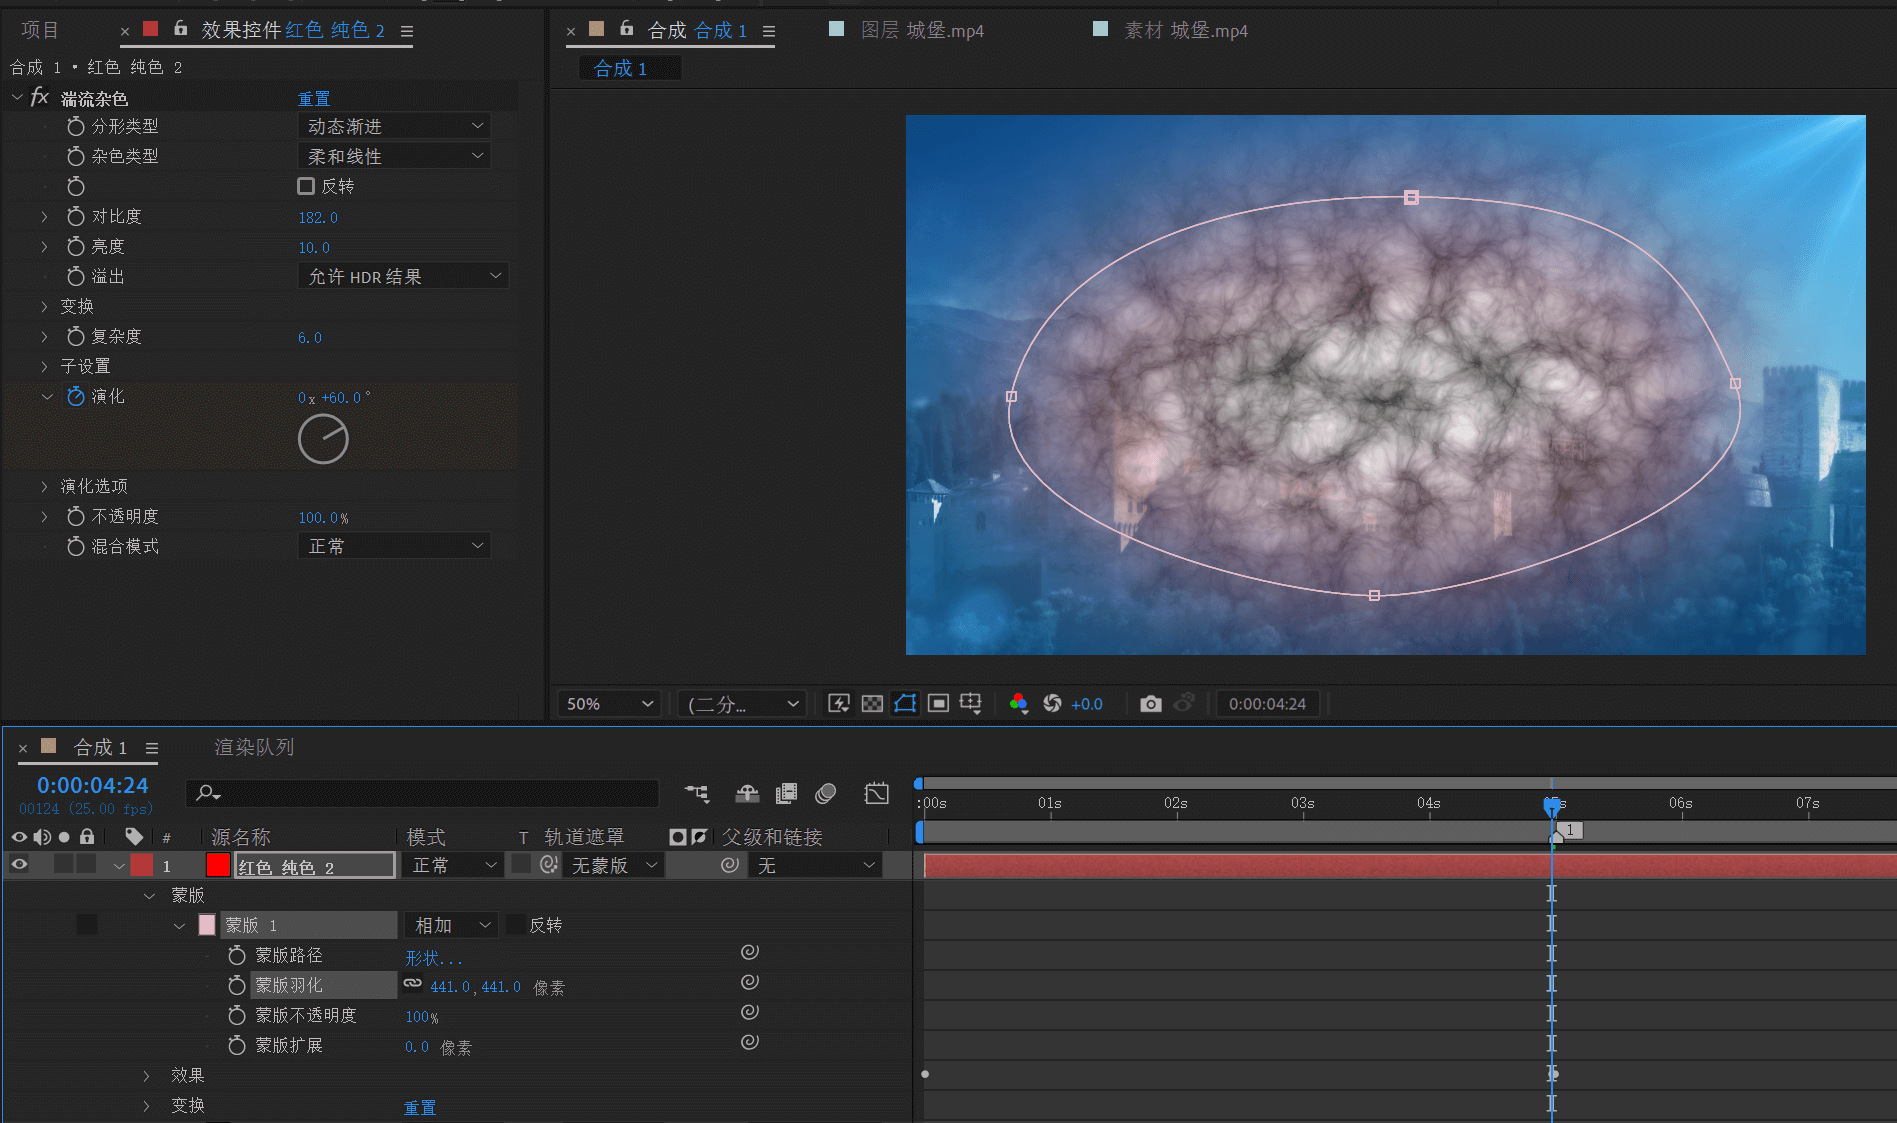 项目
× 效果控件 红色 纯色 2
合成 1 • 红色 纯色 2
fx 湍流杂色 重置
分形类型 动态渐进
杂色类型 柔和线性
反转
对比度 182.0
亮度 10.0
溢出 允许 HDR 结果
变换
复杂度 6.0
子设置
演化 0x +60.0°
演化选项
不透明度 100.0%
混合模式 正常
× 合成 合成 1
图层 城堡.mp4
素材 城堡.mp4
合成 1
50% (二分... +0.0 0:00:04:24
× 合成 1
渲染队列
0:00:04:24
00124 (25.00 fps)
:00s 01s 02s 03s 04s 05s 06s 07s
# 源名称 模式 T 轨道遮罩 父级和链接
1
1 红色 纯色 2 正常 无蒙版 无
蒙版
蒙版 1 相加 反转
蒙版路径 形状...
蒙版羽化 441.0,441.0 像素
蒙版不透明度 100%
蒙版扩展 0.0 像素
效果
变换 重置